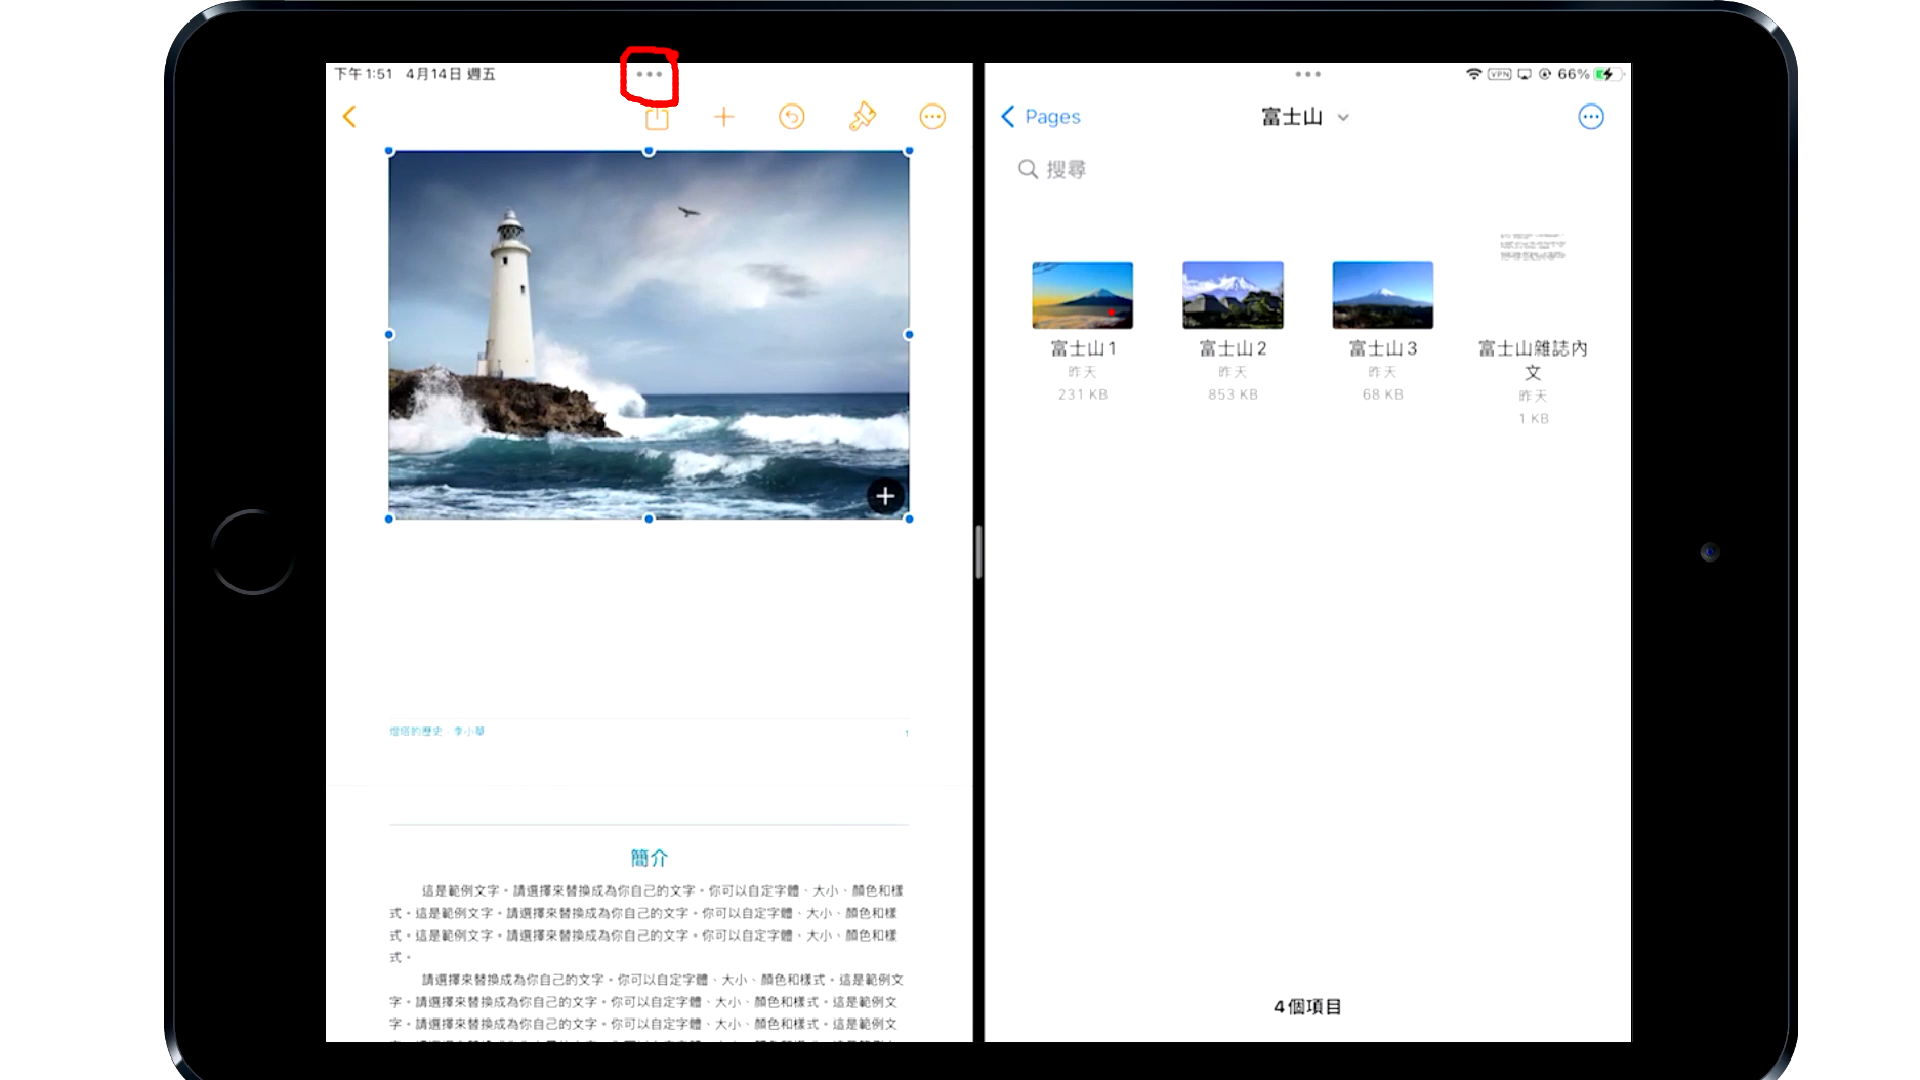 下午1:51 4月14日 週五
VPN 66%
Pages
富士山
搜尋
富士山1
昨天
231 KB
富士山2
昨天
853 KB
富士山3
昨天
68 KB
富士山雜誌內
文
昨天
1 KB
4個項目
燈塔的歷史 李小華 1
簡介
這是範例文字。請選擇來替換成為你自己的文字。你可以自定字體、大小、顏色和樣
式。這是範例文字。請選擇來替換成為你自己的文字。你可以自定字體、大小、顏色和樣
式。這是範例文字。請選擇來替換成為你自己的文字。你可以自定字體、大小、顏色和樣
式。
請選擇來替換成為你自己的文字。你可以自定字體、大小、顏色和樣式。這是範例文
字。請選擇來替換成為你自己的文字。你可以自定字體、大小、顏色和樣式。這是範例文
字。請選擇來替換成為你自己的文字。你可以自定字體、大小、顏色和樣式。這是範例文